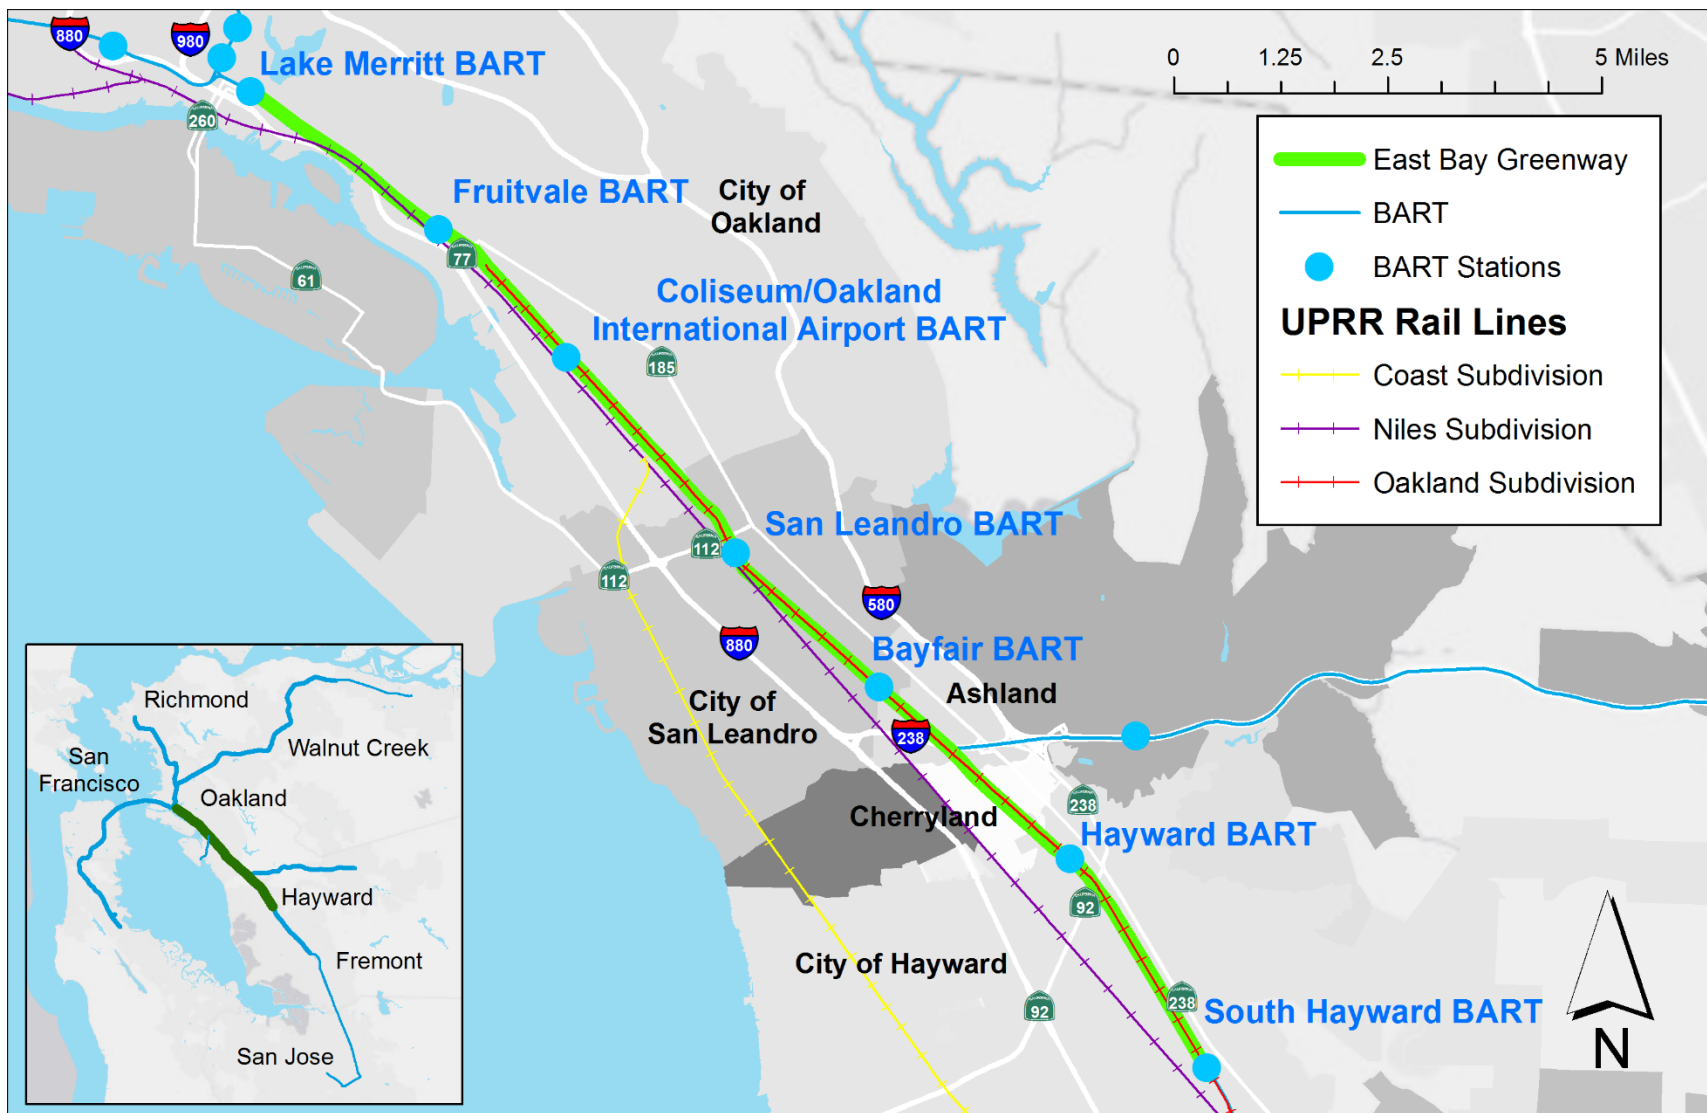 880
980
Lake Merritt BART
260
0
1.25
2.5
5 Miles
East Bay Greenway
BART
BART Stations
UPRR Rail Lines
Coast Subdivision
Niles Subdivision
Oakland Subdivision
Fruitvale BART
City of
Oakland
77
61
Coliseum/Oakland
International Airport BART
185
San Leandro BART
112
112
580
880
Bayfair BART
Ashland
City of
San Leandro
238
Cherryland
238
Hayward BART
92
City of Hayward
92
238
South Hayward BART
N
Richmond
Walnut Creek
San
Francisco
Oakland
Hayward
Fremont
San Jose